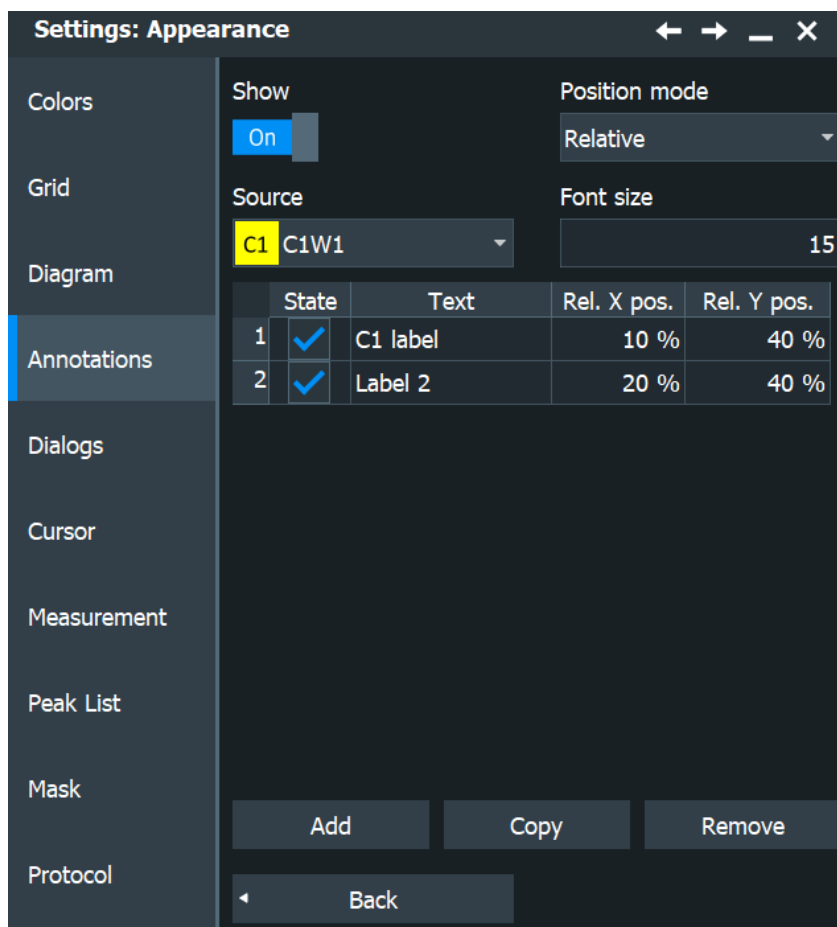 Settings: Appearance
Colors
Grid
Diagram
Annotations
Dialogs
Cursor
Measurement
Peak List
Mask
Protocol
Show Position mode
On Relative
Source Font size
C1 C1W1 15
State Text Rel. X pos. Rel. Y pos.
1 C1 label 10 % 40 %
2 Label 2 20 % 40 %
Add Copy Remove
Back